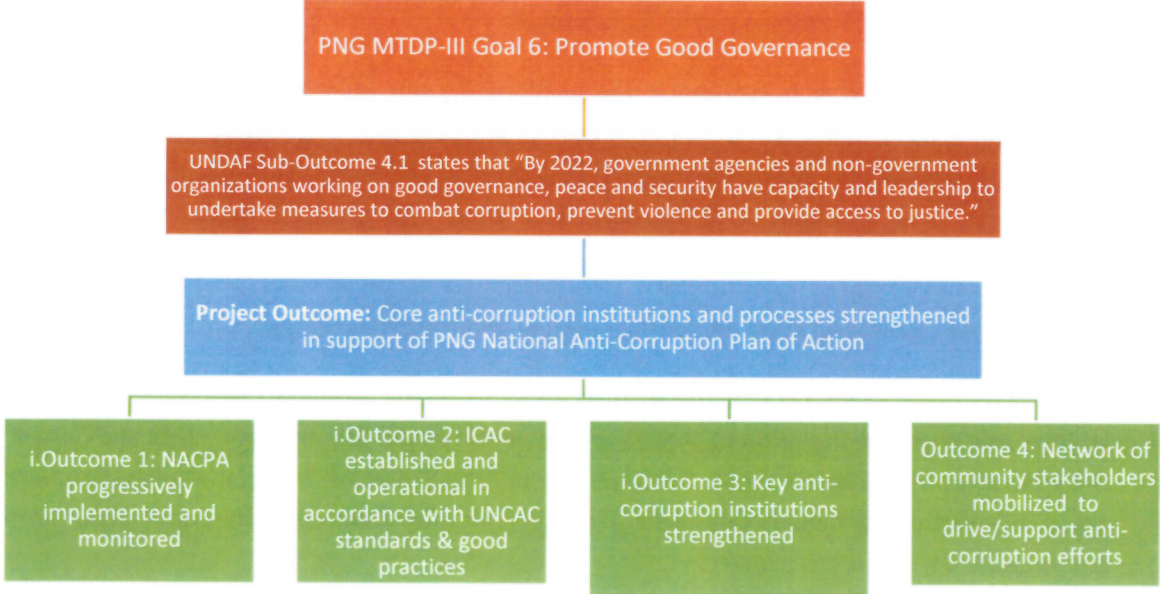 PNG MTDP-III Goal 6: Promote Good Governance
UNDAF Sub-Outcome 4.1 states that “By 2022, government agencies and non-government
organizations working on good governance, peace and security have capacity and leadership to
undertake measures to combat corruption, prevent violence and provide access to justice.”
Project Outcome: Core anti-corruption institutions and processes strengthened
in support of PNG National Anti-Corruption Plan of Action
i.Outcome 1: NACPA
progressively
implemented and
monitored
i.Outcome 2: ICAC
established and
operational in
accordance with UNCAC
standards & good
practices
i.Outcome 3: Key anti-
corruption institutions
strengthened
Outcome 4: Network of
community stakeholders
mobilized to
drive/support anti-
corruption efforts